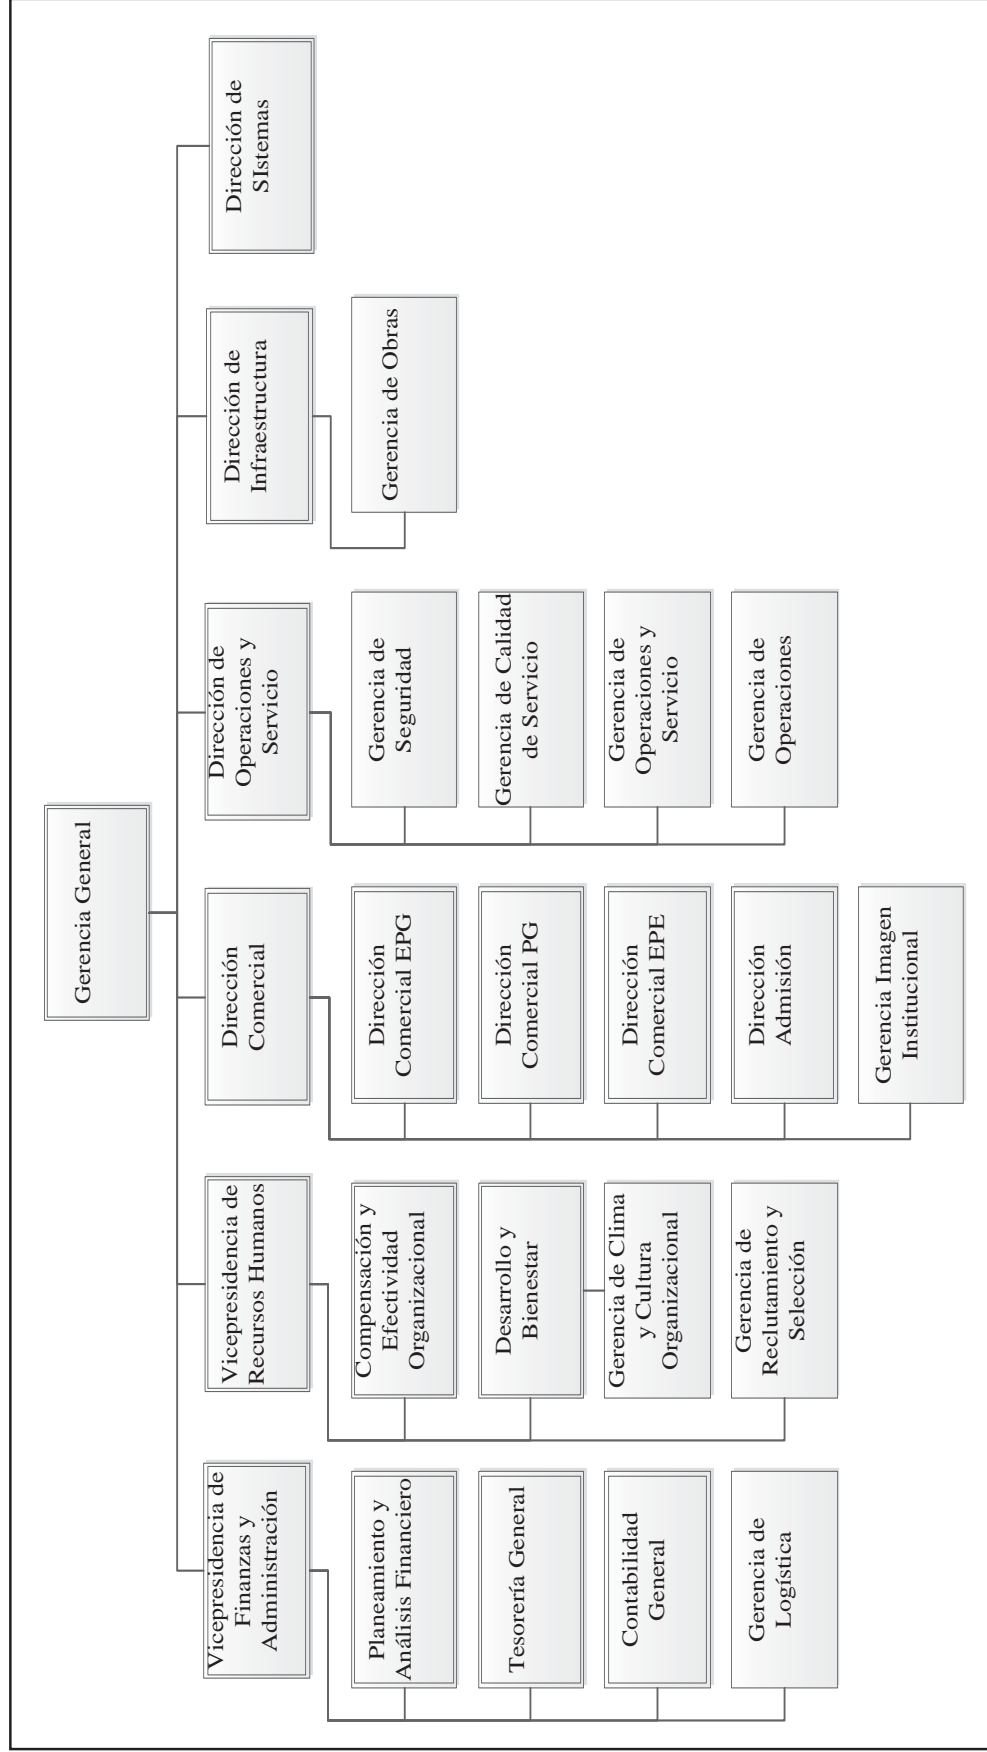 Gerencia General
Vicepresidencia de
Finanzas y
Administración
Vicepresidencia de
Recursos Humanos
Dirección
Comercial
Dirección de
Operaciones y
Servicio
Dirección de
Infraestructura
Dirección de
SIstemas
Planeamiento y
Análisis Financiero
Tesorería General
Contabilidad
General
Gerencia de
Logística
Compensación y
Efectividad
Organizacional
Desarrollo y
Bienestar
Gerencia de Clima
y Cultura
Organizacional
Gerencia de
Reclutamiento y
Selección
Dirección
Comercial EPG
Dirección
Comercial PG
Dirección
Comercial EPE
Dirección
Admisión
Gerencia Imagen
Institucional
Gerencia de
Seguridad
Gerencia de Calidad
de Servicio
Gerencia de
Operaciones y
Servicio
Gerencia de
Operaciones
Gerencia de Obras